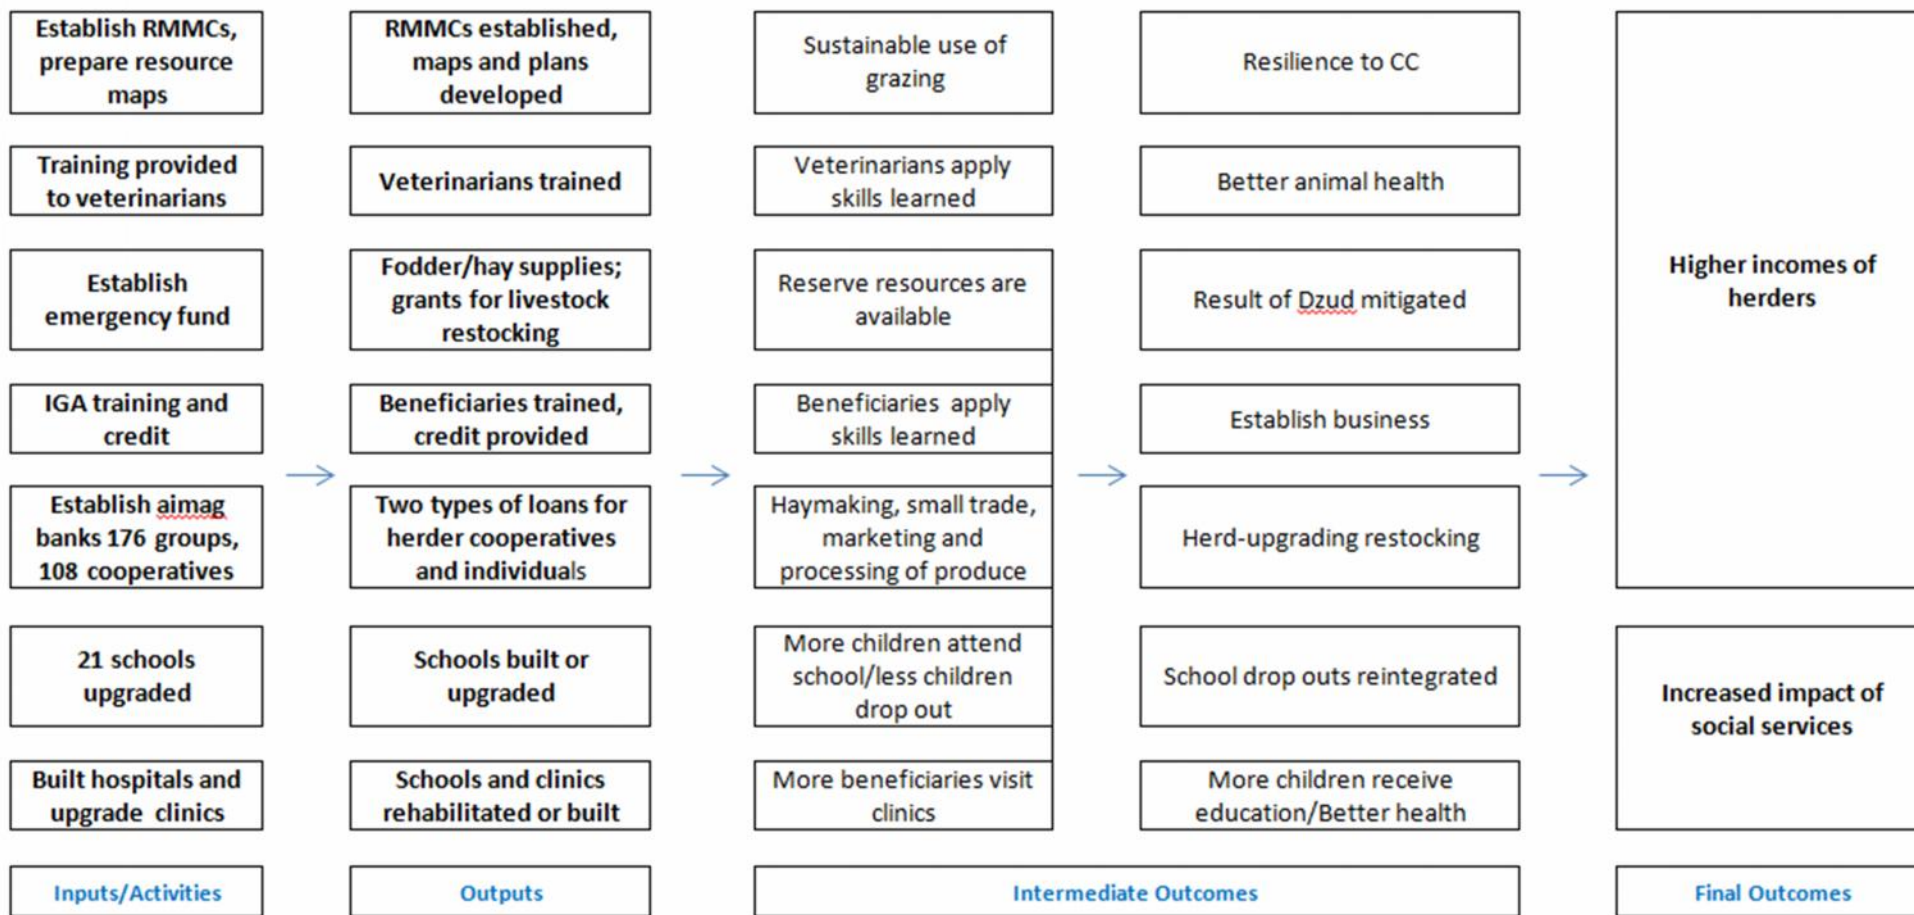 Establish RMMCs,
prepare resource
maps
RMMCs established,
maps and plans
developed
Sustainable use of
grazing
Resilience to CC
Training provided
to veterinarians
Veterinarians trained
Veterinarians apply
skills learned
Better animal health
Establish
emergency fund
Fodder/hay supplies;
grants for livestock
restocking
Reserve resources are
available
Result of Dzud mitigated
Higher incomes of
herders
IGA training and
credit
Beneficiaries trained,
credit provided
Beneficiaries apply
skills learned
Establish business
Establish aimag
banks 176 groups,
108 cooperatives
Two types of loans for
herder cooperatives
and individuals
Haymaking, small trade,
marketing and
processing of produce
Herd-upgrading restocking
21 schools
upgraded
Schools built or
upgraded
More children attend
school/less children
drop out
School drop outs reintegrated
Increased impact of
social services
Built hospitals and
upgrade clinics
Schools and clinics
rehabilitated or built
More beneficiaries visit
clinics
More children receive
education/Better health
Inputs/Activities
Outputs
Intermediate Outcomes
Final Outcomes